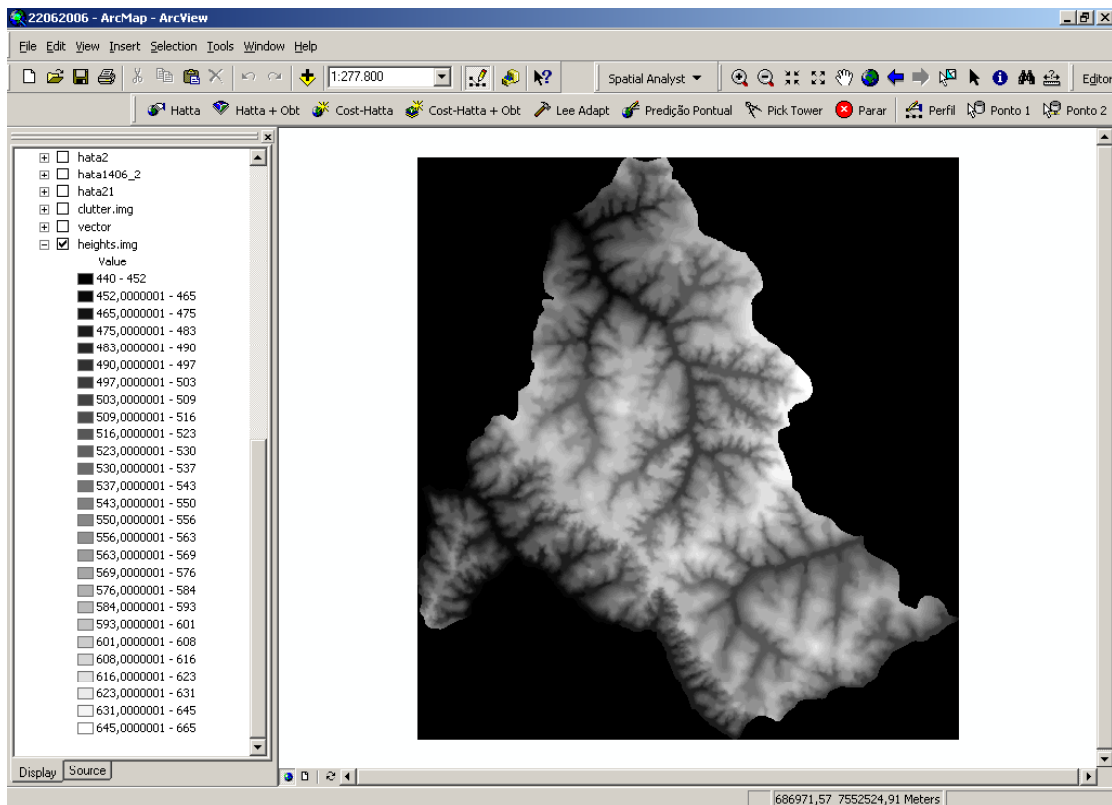 22062006 - ArcMap - ArcView
File Edit View Insert Selection Tools Window Help
1:277.800 Spatial Analyst Editor
Hatta Hatta + Obt Cost-Hatta Cost-Hatta + Obt Lee Adapt Predição Pontual Pick Tower Parar Perfil Ponto 1 Ponto 2
hata2
hata1406_2
hata21
clutter.img
vector
heights.img
Value
440 - 452
452,0000001 - 465
465,0000001 - 475
475,0000001 - 483
483,0000001 - 490
490,0000001 - 497
497,0000001 - 503
503,0000001 - 509
509,0000001 - 516
516,0000001 - 523
523,0000001 - 530
530,0000001 - 537
537,0000001 - 543
543,0000001 - 550
550,0000001 - 556
556,0000001 - 563
563,0000001 - 569
569,0000001 - 576
576,0000001 - 584
584,0000001 - 593
593,0000001 - 601
601,0000001 - 608
608,0000001 - 616
616,0000001 - 623
623,0000001 - 631
631,0000001 - 645
645,0000001 - 665
Display Source
686971,57 7552524,91 Meters